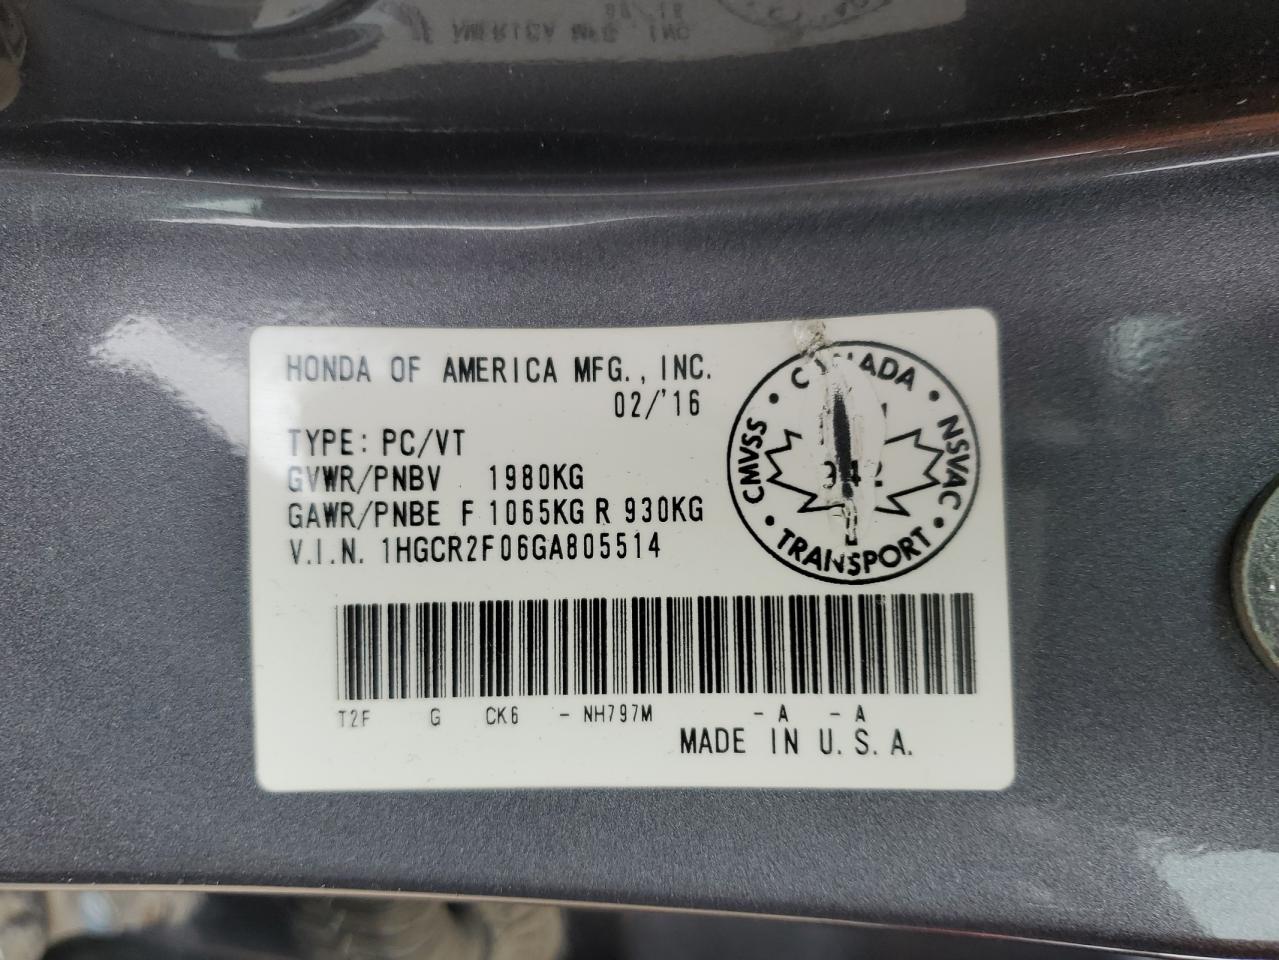 HONDA OF AMERICA MFG., INC.
02/'16
TYPE: PC/VT
GVWR/PNBV 1980KG
GAWR/PNBE F 1065KG R 930KG
V.I.N. 1HGCR2F06GA805514
CMVSS • • NSVAC • TRANSPORT •
T2F G CK6 - NH797M - A - A
MADE IN U.S.A.